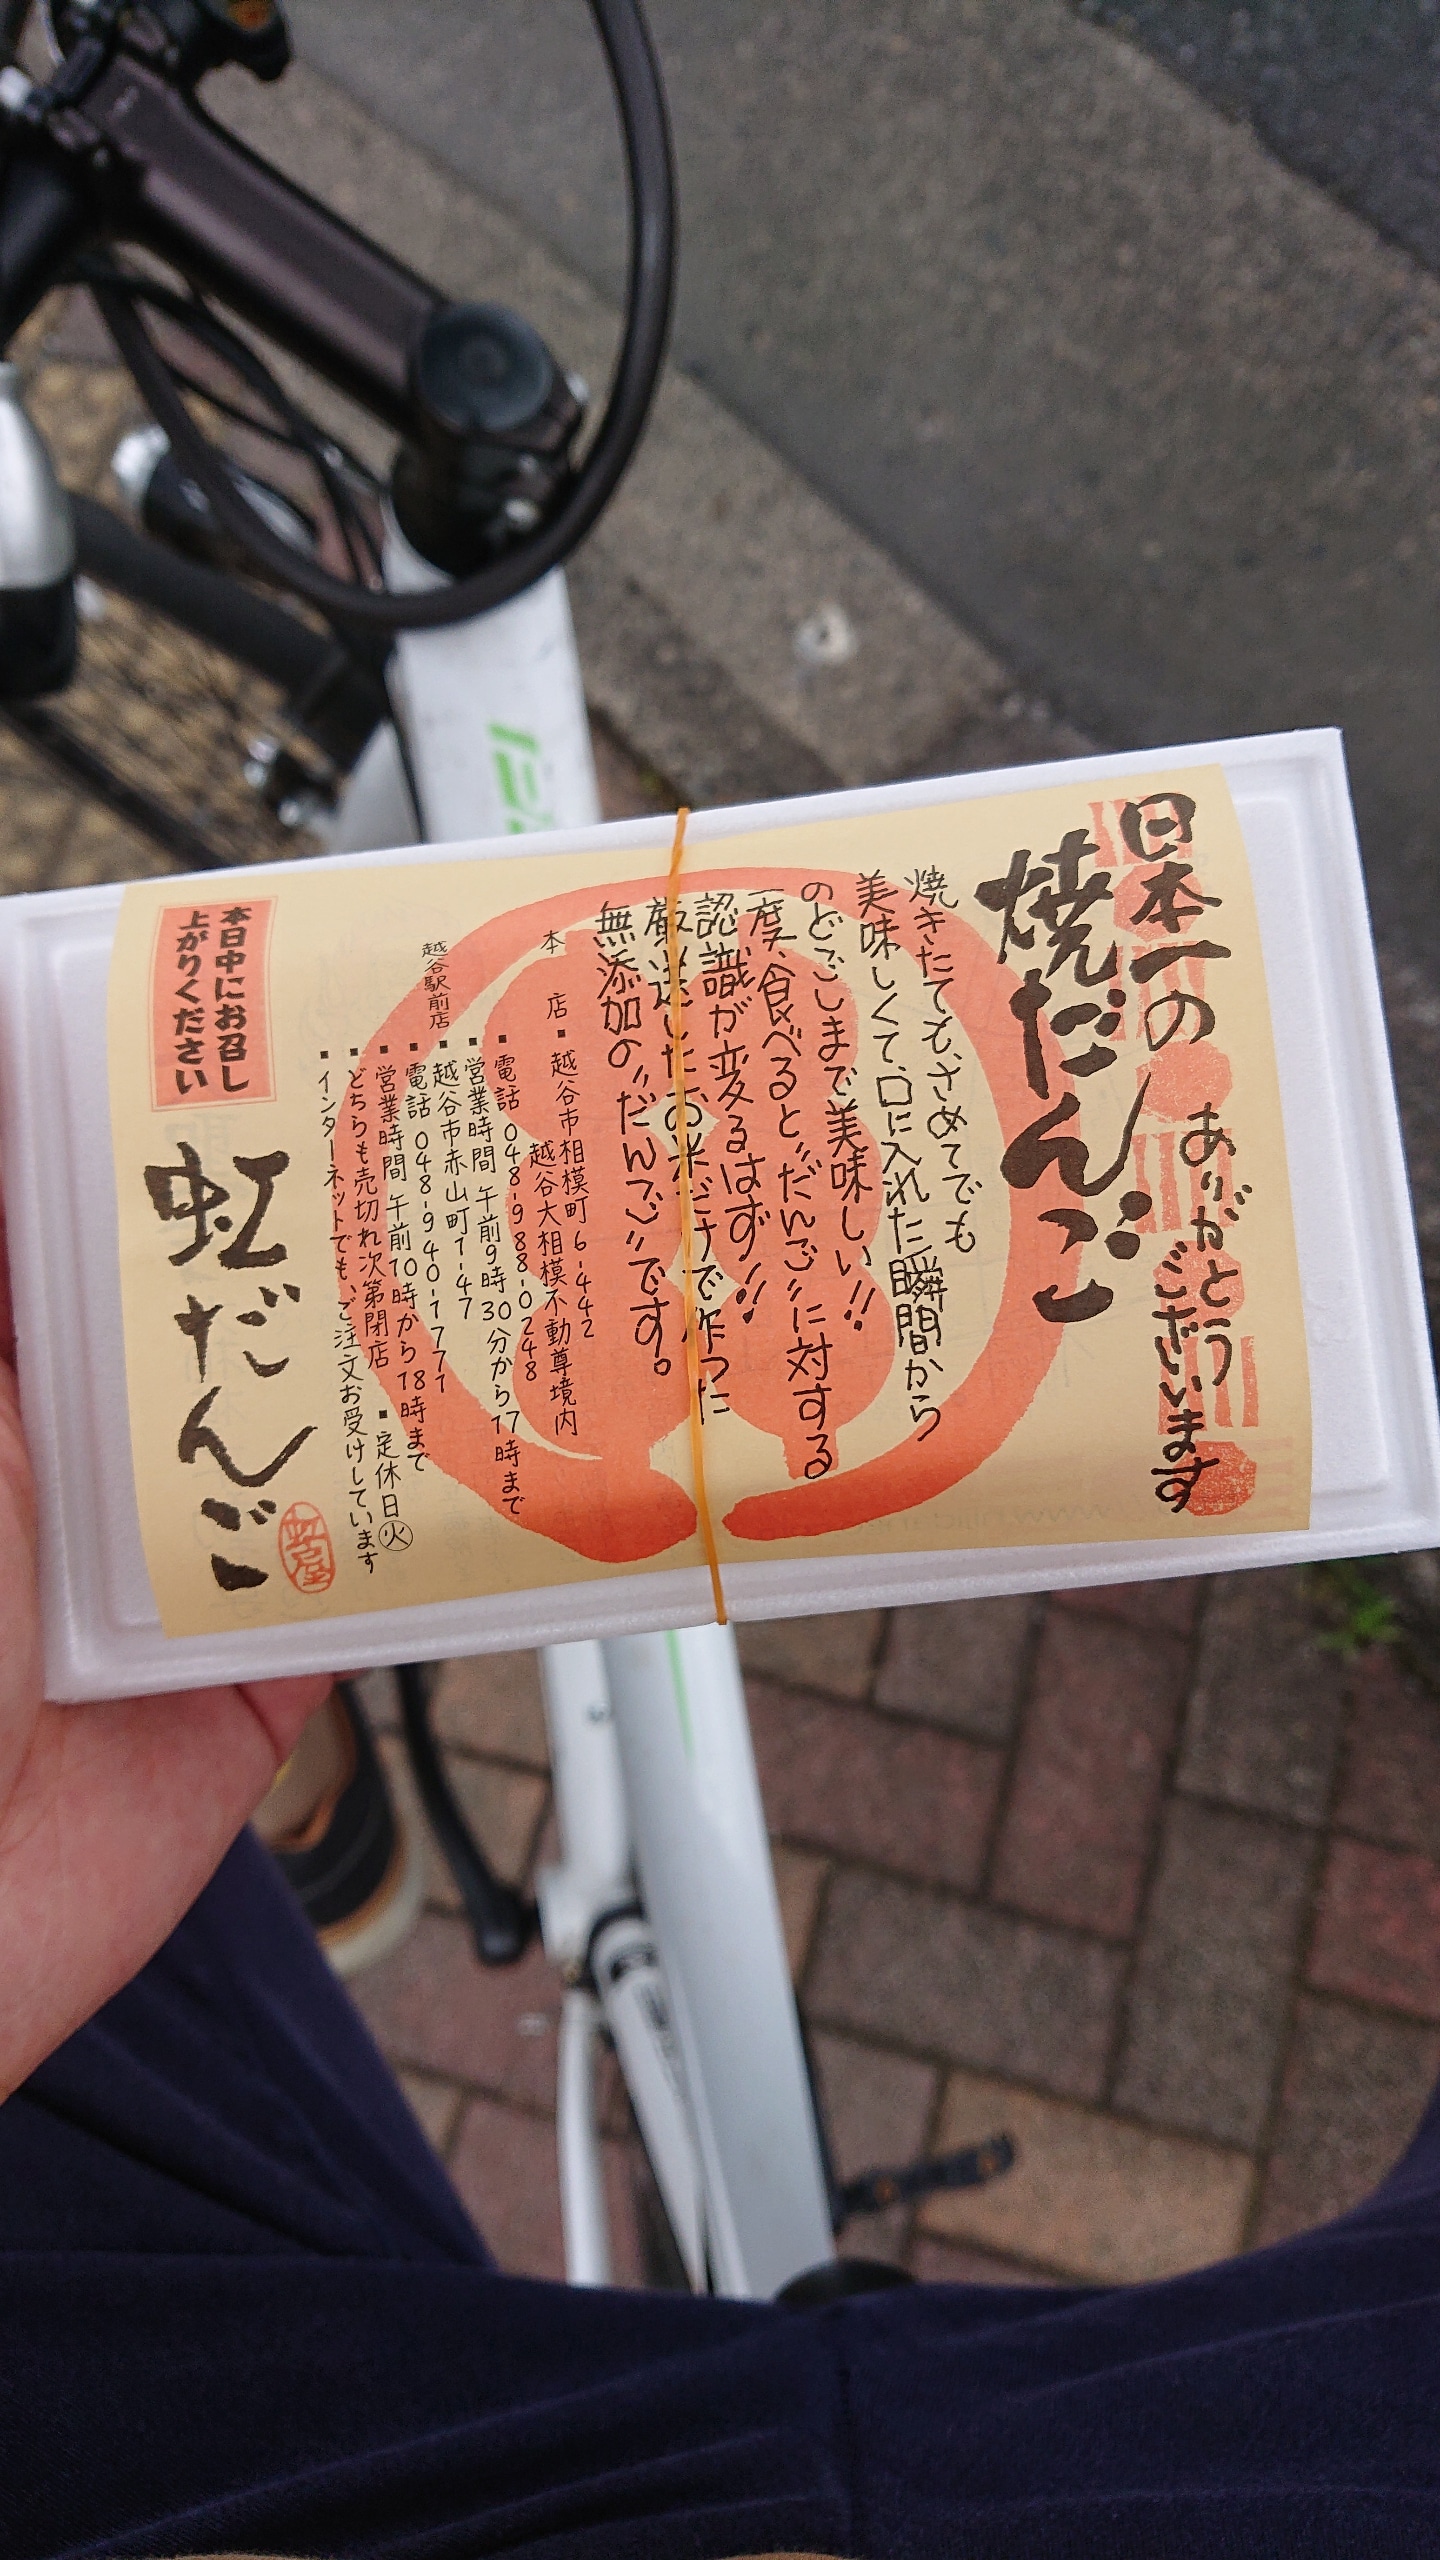 日本一の
焼だんご
ありがとう
ございます
焼きたても、さめてでも
美味しくて、口に入れた瞬間から
のどごしまで美味しい!!
一度、食べると〝だんご〟に対する
認識が変るはず!!
厳選したお米だけで作った
無添加の〝だんご〟です。
本店 ▪ 越谷市相模町6-442
越谷大相模不動尊境内
▪ 電話 048-988-0248
▪ 営業時間 午前9時30分から17時まで
越谷駅前店 ▪ 越谷市赤山町1-47
▪ 電話 048-940-1771
▪ 営業時間 午前10時から18時まで
▪ どちらも売切れ次第閉店 ▪ 定休日㊋
▪ インターネットでも、ご注文お受けしています
本日中にお召し
上がりください
虹だんご
虹屋